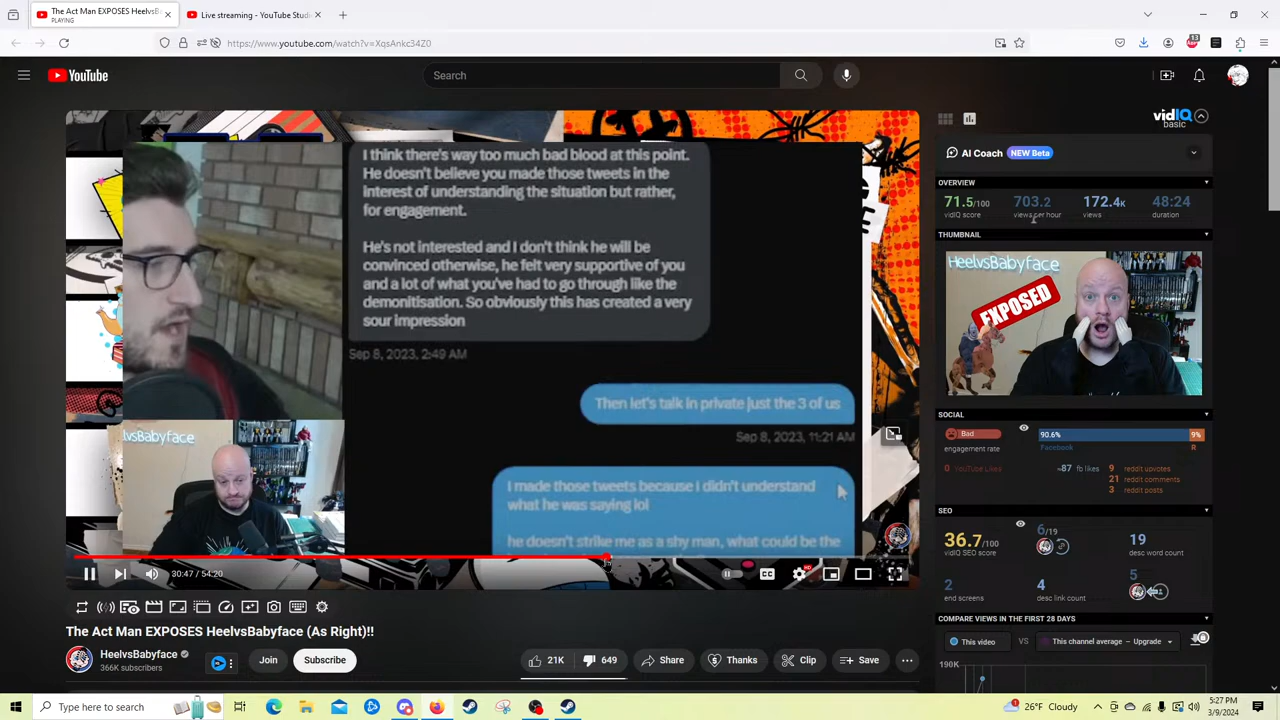 The Act Man EXPOSES HeelvsB
PLAYING
Live streaming - YouTube Studi
https://www.youtube.com/watch?v=XqsAnkc34Z0
13
YouTube
Search
I think there's way too much bad blood at this point.
He doesn't believe you made those tweets in the
interest of understanding the situation but rather,
for engagement.
He's not interested and I don't think he will be
convinced otherwise, he felt very supportive of you
and a lot of what you've had to go through like the
demonitisation. So obviously this has created a very
sour impression
Sep 8, 2023, 2:49 AM
Then let's talk in private just the 3 of us
Sep 8, 2023, 11:21 AM
I made those tweets because I didn't understand
what he was saying lol
he doesn't strike me as a shy man, what could be the
lvsBabyface
30:47 / 54:20
CC
HD
The Act Man EXPOSES HeelvsBabyface (As Right)!!
HeelvsBabyface
366K subscribers
Join
Subscribe
21K
649
Share
Thanks
Clip
Save
vidIQ
basic
AI Coach
NEW Beta
OVERVIEW
71.5/100
vidIQ score
703.2
views per hour
172.4K
views
48:24
duration
THUMBNAIL
HeelvsBabyface
EXPOSED
SOCIAL
Bad
engagement rate
90.6%
9%
Facebook
R
0 YouTube Likes
≈87 fb likes
9 reddit upvotes
21 reddit comments
3 reddit posts
SEO
36.7/100
vidIQ SEO score
6/19
19
desc word count
2
end screens
4
desc link count
5
COMPARE VIEWS IN THE FIRST 28 DAYS
This video
VS
This channel average – Upgrade
190K
Type here to search
26°F Cloudy
5:27 PM
3/9/2024